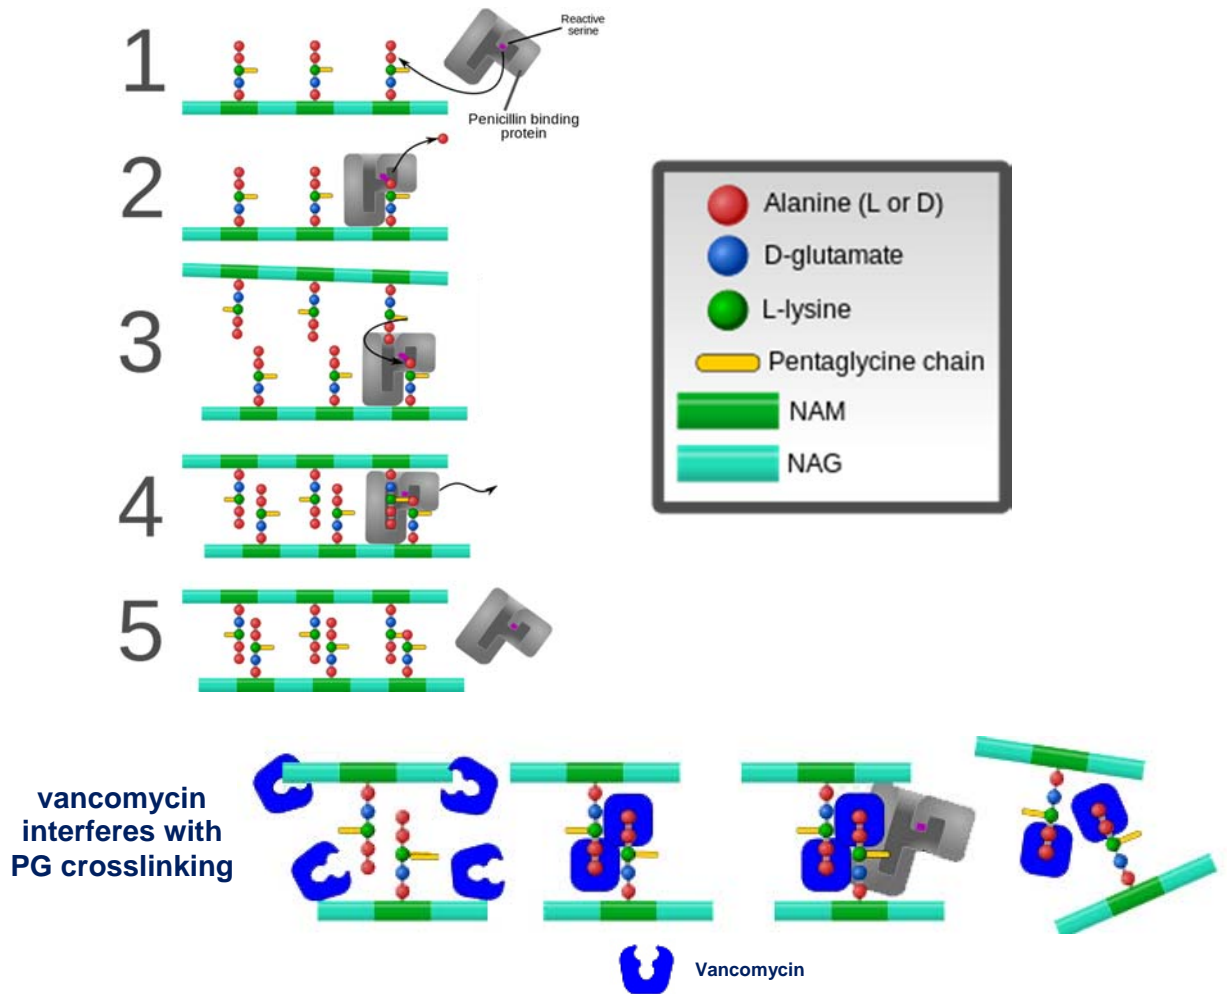 1
Reactive
serine
Penicillin binding
protein
2
3
4
5
Alanine (L or D)
D-glutamate
L-lysine
Pentaglycine chain
NAM
NAG
vancomycin
interferes with
PG crosslinking
Vancomycin